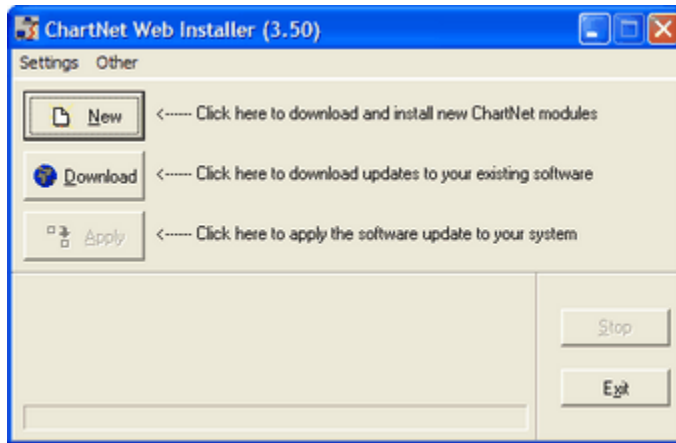 ChartNet Web Installer (3.50)
Settings Other
New <------ Click here to download and install new ChartNet modules
Download <------ Click here to download updates to your existing software
Apply <------ Click here to apply the software update to your system
Stop
Exit